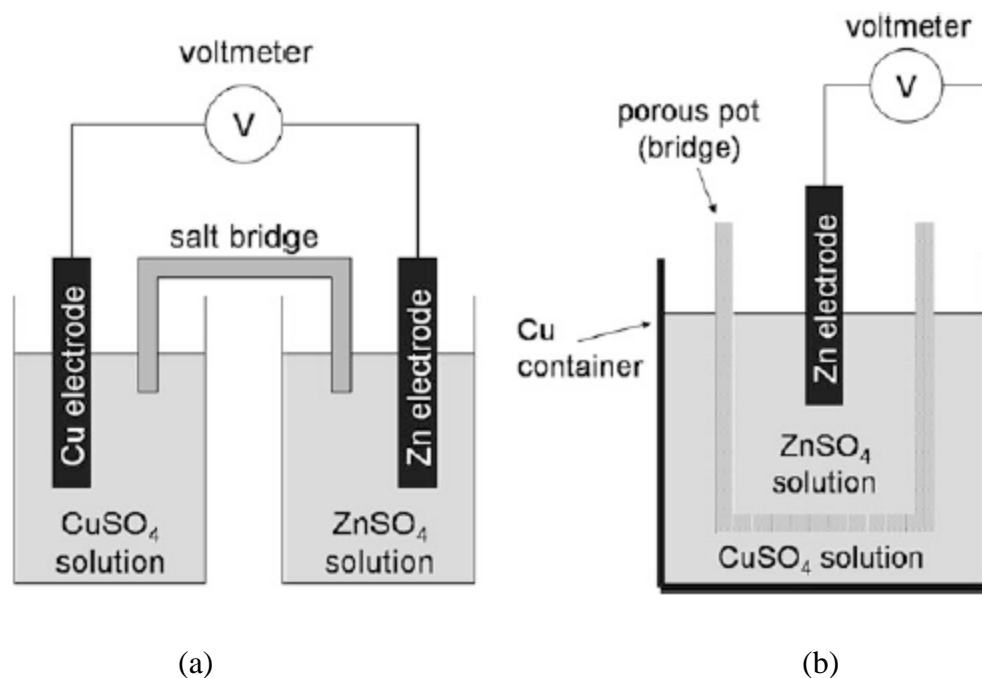 voltmeter
V
salt bridge
Cu electrode
Zn electrode
CuSO₄
solution
ZnSO₄
solution
(a)
voltmeter
V
porous pot
(bridge)
Cu
container
Zn electrode
ZnSO₄
solution
CuSO₄ solution
(b)